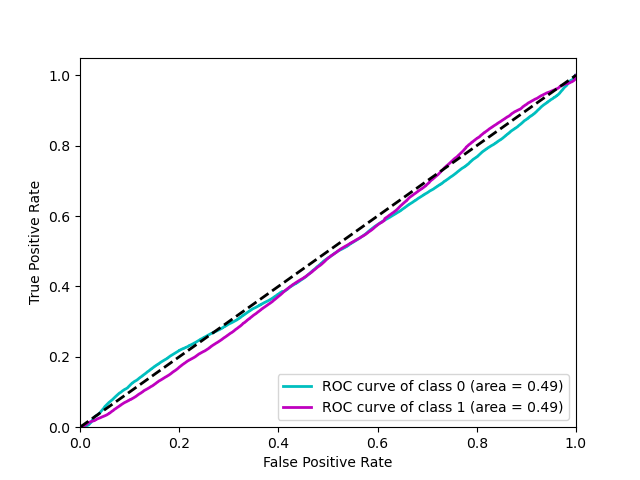 1.0
0.8
0.6
0.4
0.2
0.0
True Positive Rate
ROC curve of class 0 (area = 0.49)
ROC curve of class 1 (area = 0.49)
0.0 0.2 0.4 0.6 0.8 1.0
False Positive Rate